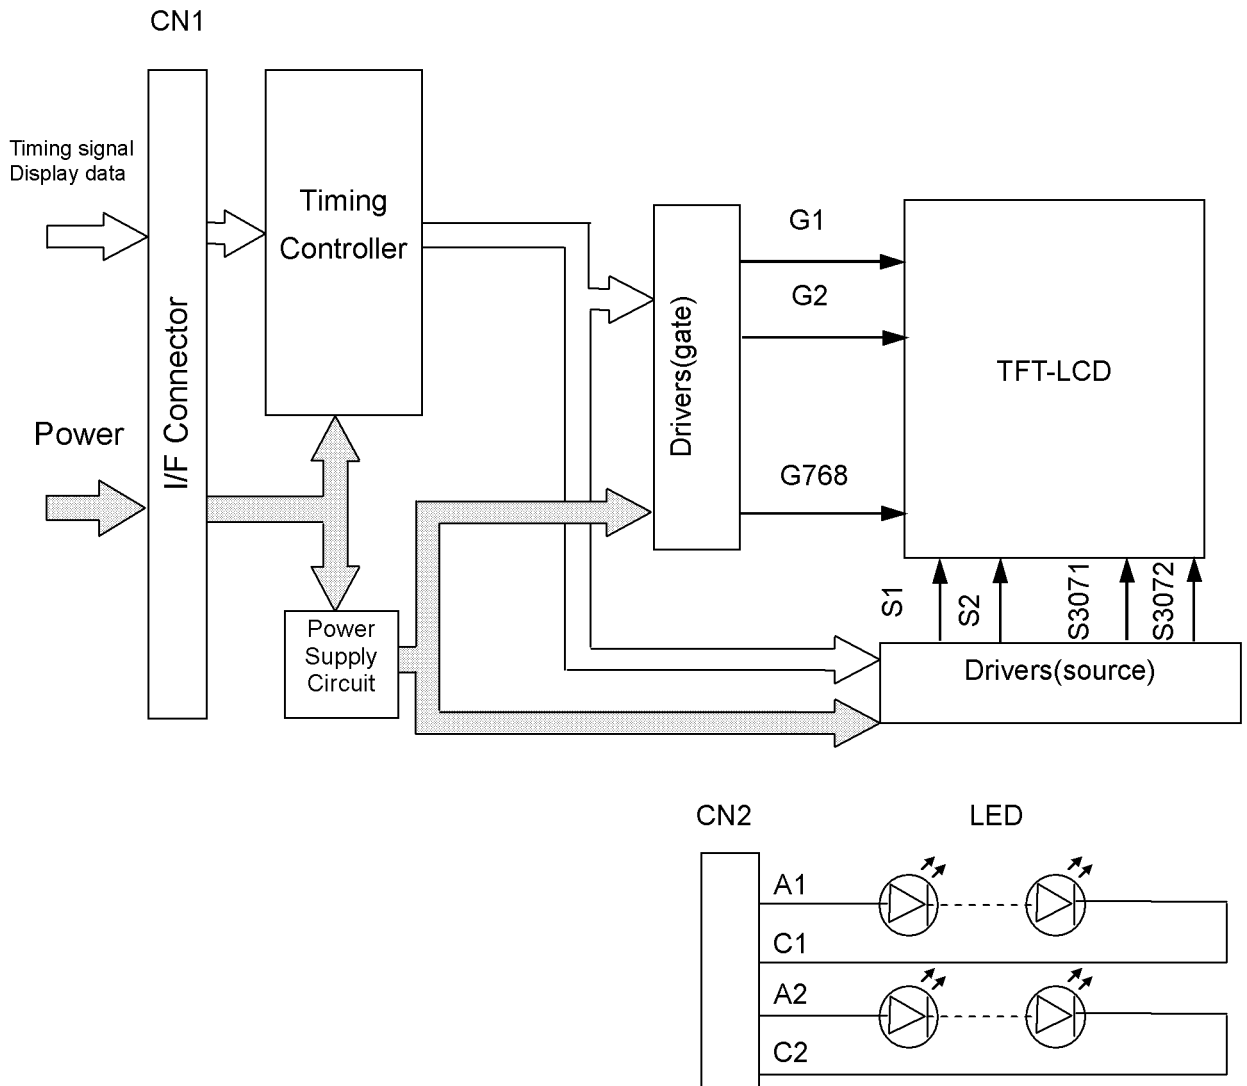 CN1
Timing signal
Display data
Power
I/F Connector
Timing
Controller
Power
Supply
Circuit
Drivers(gate)
G1
G2
G768
TFT-LCD
S1
S2
S3071
S3072
Drivers(source)
CN2
LED
A1
C1
A2
C2